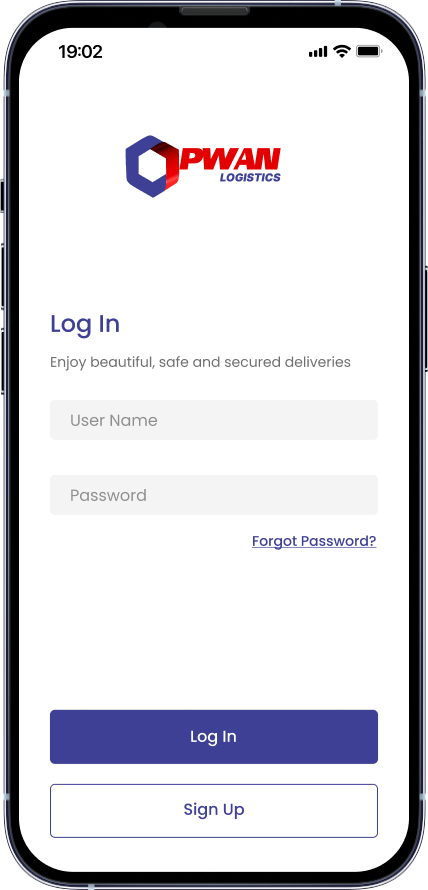 19:02
PWAN
LOGISTICS
Log In
Enjoy beautiful, safe and secured deliveries
User Name
Password
Forgot Password?
Log In
Sign Up